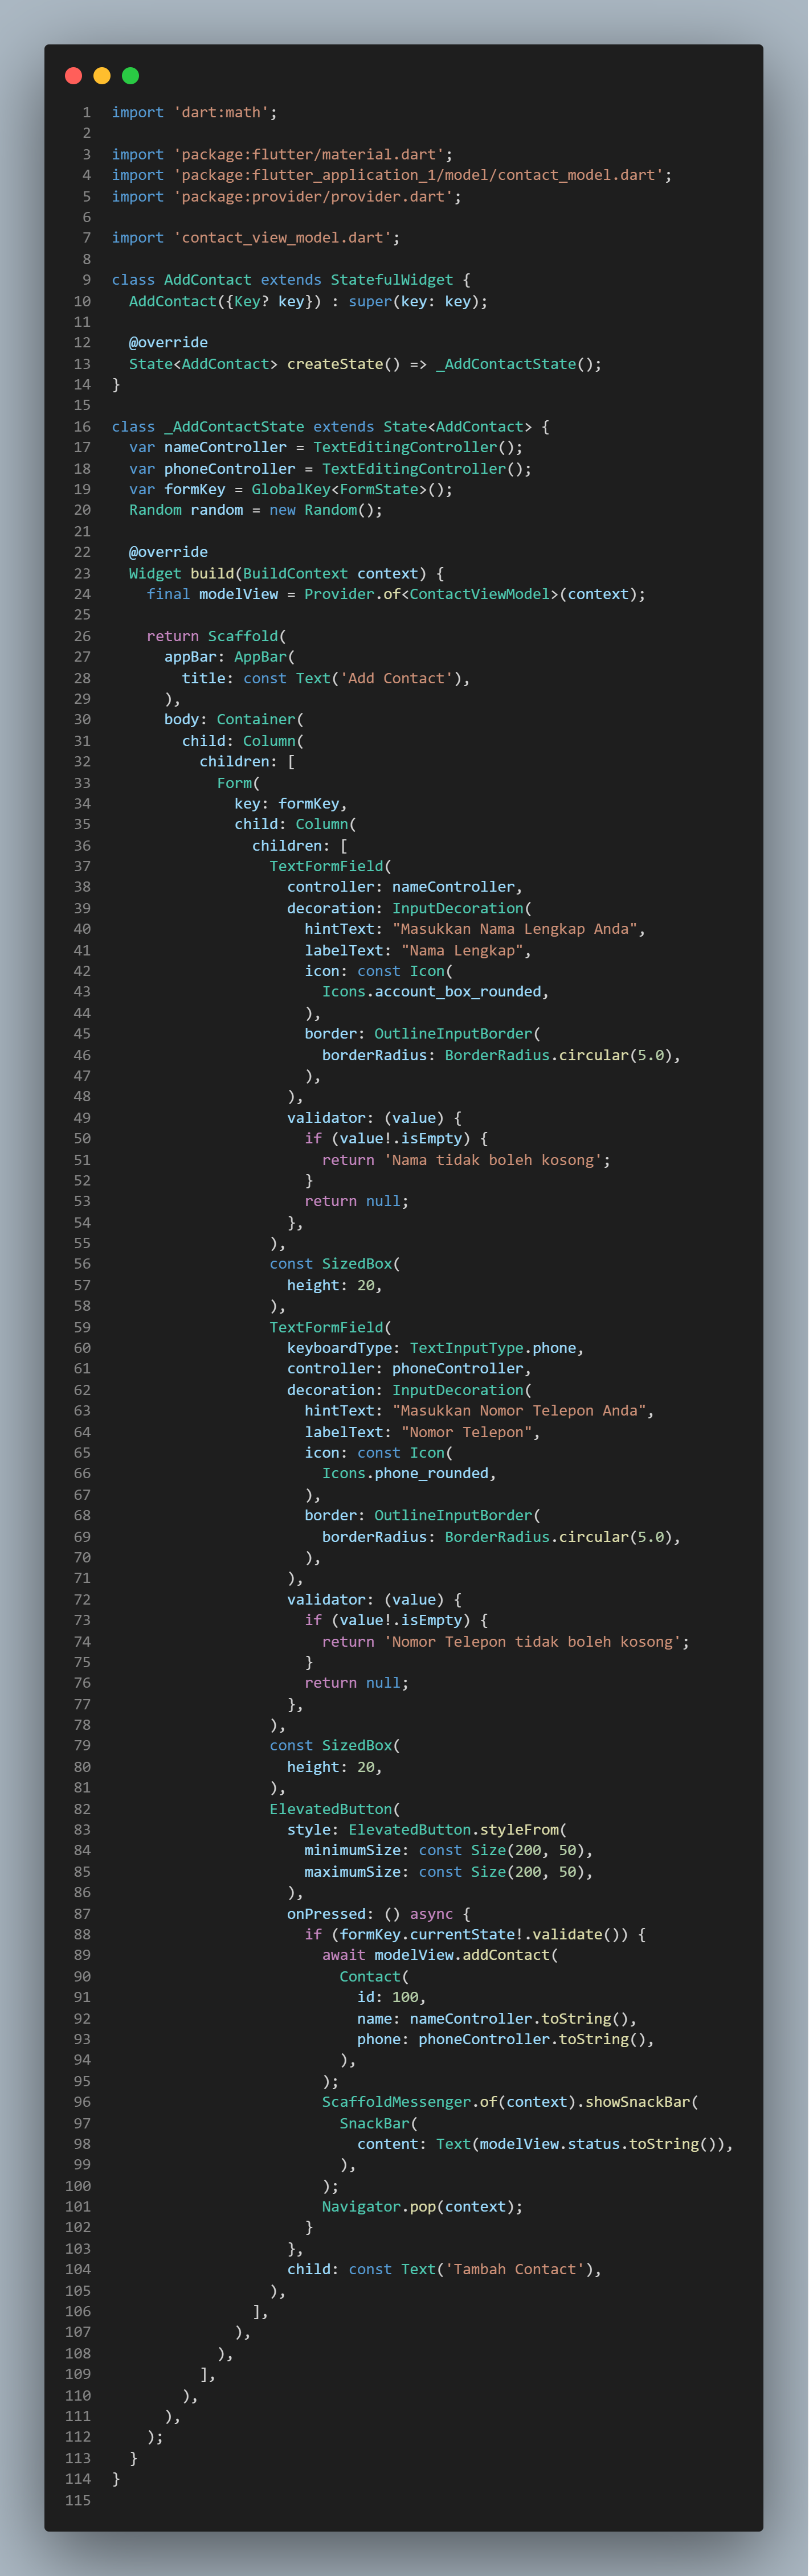 1 import 'dart:math';
2
3 import 'package:flutter/material.dart';
4 import 'package:flutter_application_1/model/contact_model.dart';
5 import 'package:provider/provider.dart';
6
7 import 'contact_view_model.dart';
8
9 class AddContact extends StatefulWidget {
10   AddContact({Key? key}) : super(key: key);
11
12   @override
13   State<AddContact> createState() => _AddContactState();
14 }
15
16 class _AddContactState extends State<AddContact> {
17   var nameController = TextEditingController();
18   var phoneController = TextEditingController();
19   var formKey = GlobalKey<FormState>();
20   Random random = new Random();
21
22   @override
23   Widget build(BuildContext context) {
24     final modelView = Provider.of<ContactViewModel>(context);
25
26     return Scaffold(
27       appBar: AppBar(
28         title: const Text('Add Contact'),
29       ),
30       body: Container(
31         child: Column(
32           children: [
33             Form(
34               key: formKey,
35               child: Column(
36                 children: [
37                   TextFormField(
38                     controller: nameController,
39                     decoration: InputDecoration(
40                       hintText: "Masukkan Nama Lengkap Anda",
41                       labelText: "Nama Lengkap",
42                       icon: const Icon(
43                         Icons.account_box_rounded,
44                       ),
45                       border: OutlineInputBorder(
46                         borderRadius: BorderRadius.circular(5.0),
47                       ),
48                     ),
49                     validator: (value) {
50                       if (value!.isEmpty) {
51                         return 'Nama tidak boleh kosong';
52                       }
53                       return null;
54                     },
55                   ),
56                   const SizedBox(
57                     height: 20,
58                   ),
59                   TextFormField(
60                     keyboardType: TextInputType.phone,
61                     controller: phoneController,
62                     decoration: InputDecoration(
63                       hintText: "Masukkan Nomor Telepon Anda",
64                       labelText: "Nomor Telepon",
65                       icon: const Icon(
66                         Icons.phone_rounded,
67                       ),
68                       border: OutlineInputBorder(
69                         borderRadius: BorderRadius.circular(5.0),
70                       ),
71                     ),
72                     validator: (value) {
73                       if (value!.isEmpty) {
74                         return 'Nomor Telepon tidak boleh kosong';
75                       }
76                       return null;
77                     },
78                   ),
79                   const SizedBox(
80                     height: 20,
81                   ),
82                   ElevatedButton(
83                     style: ElevatedButton.styleFrom(
84                       minimumSize: const Size(200, 50),
85                       maximumSize: const Size(200, 50),
86                     ),
87                     onPressed: () async {
88                       if (formKey.currentState!.validate()) {
89                         await modelView.addContact(
90                           Contact(
91                             id: 100,
92                             name: nameController.toString(),
93                             phone: phoneController.toString(),
94                           ),
95                         );
96                         ScaffoldMessenger.of(context).showSnackBar(
97                           SnackBar(
98                             content: Text(modelView.status.toString()),
99                           ),
100                         );
101                         Navigator.pop(context);
102                       }
103                     },
104                     child: const Text('Tambah Contact'),
105                   ),
106                 ],
107               ),
108             ),
109           ],
110         ),
111       ),
112     );
113   }
114 }
115